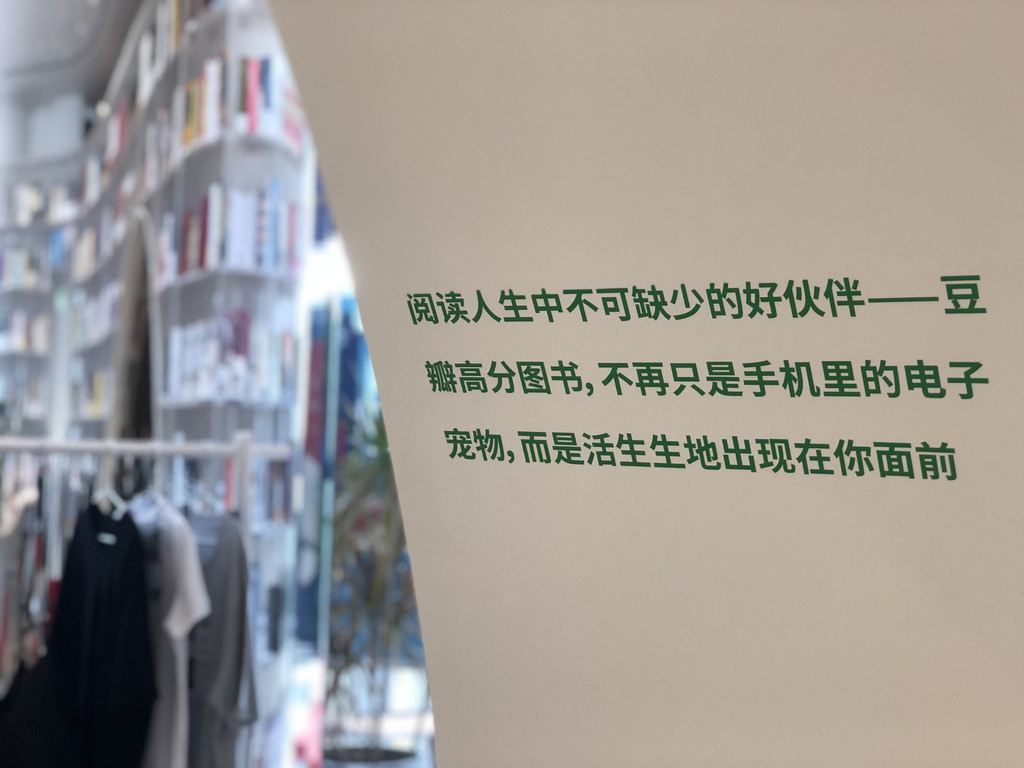 阅读人生中不可缺少的好伙伴——豆
瓣高分图书，不再只是手机里的电子
宠物，而是活生生地出现在你面前